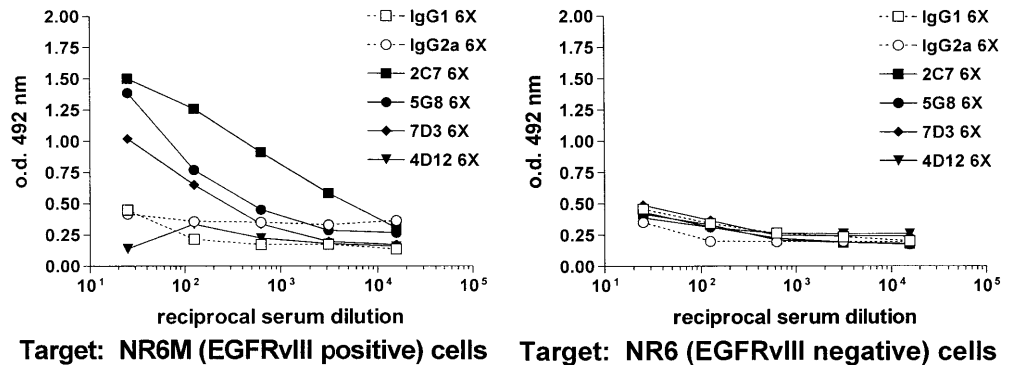 2.00
1.75
1.50
1.25
1.00
0.75
0.50
0.25
0.00
o.d. 492 nm
10¹ 10² 10³ 10⁴ 10⁵
reciprocal serum dilution
IgG1 6X
IgG2a 6X
2C7 6X
5G8 6X
7D3 6X
4D12 6X
Target: NR6M (EGFRvIII positive) cells
2.00
1.75
1.50
1.25
1.00
0.75
0.50
0.25
0.00
o.d. 492 nm
10¹ 10² 10³ 10⁴ 10⁵
reciprocal serum dilution
IgG1 6X
IgG2a 6X
2C7 6X
5G8 6X
7D3 6X
4D12 6X
Target: NR6 (EGFRvIII negative) cells